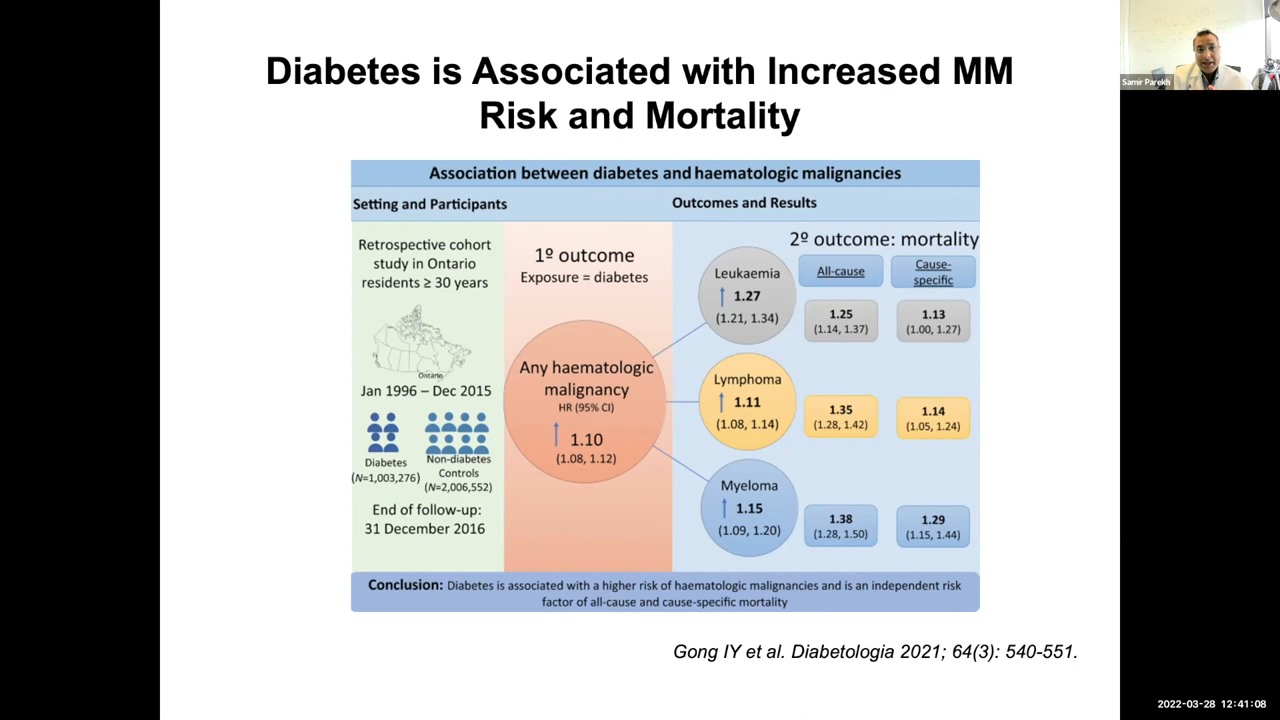 Diabetes is Associated with Increased MM
Risk and Mortality
Samir Parekh
Association between diabetes and haematologic malignancies
Setting and Participants
Outcomes and Results
Retrospective cohort
study in Ontario
residents ≥ 30 years
Ontario
Jan 1996 – Dec 2015
Diabetes
(N=1,003,276)
Non-diabetes
Controls
(N=2,006,552)
End of follow-up:
31 December 2016
1º outcome
Exposure = diabetes
Any haematologic
malignancy
HR (95% CI)
↑ 1.10
(1.08, 1.12)
2º outcome: mortality
All-cause
Cause-
specific
Leukaemia
↑ 1.27
(1.21, 1.34)
1.25
(1.14, 1.37)
1.13
(1.00, 1.27)
Lymphoma
↑ 1.11
(1.08, 1.14)
1.35
(1.28, 1.42)
1.14
(1.05, 1.24)
Myeloma
↑ 1.15
(1.09, 1.20)
1.38
(1.28, 1.50)
1.29
(1.15, 1.44)
Conclusion: Diabetes is associated with a higher risk of haematologic malignancies and is an independent risk
factor of all-cause and cause-specific mortality
Gong IY et al. Diabetologia 2021; 64(3): 540-551.
2022-03-28 12:41:08